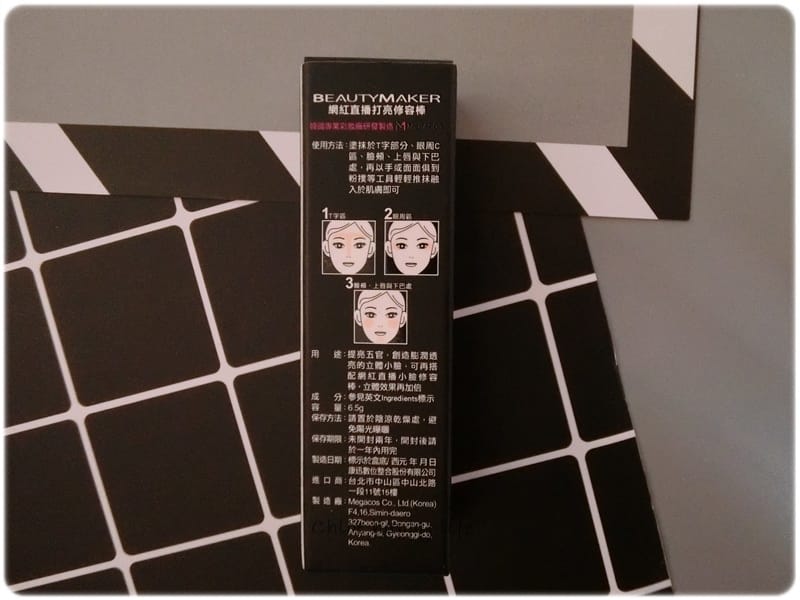 BEAUTYMAKER
網紅直播打亮修容棒
韓國專業彩妝廠研發製造
使用方法：塗抹於T字部分、眼周C
區、臉頰、上唇與下巴
處，再以手或面面俱到
粉撲等工具輕輕推抹融
入於肌膚即可
1 T字區 2 眼周區
3 臉頰、上唇與下巴處
用途：提亮五官，創造膨潤透
亮的立體小臉，可再搭
配網紅直播小臉修容
棒，立體效果再加倍
成分：參見英文Ingredients標示
容量：6.5g
保存方法：請置於陰涼乾燥處，避
免陽光曝曬
保存期限：未開封兩年，開封後請
於一年內用完
製造日期：標示於盒底/ 西元 年 月 日
康迅數位整合股份有限公司
進口商：台北市中山區中山北路
一段11號15樓
製造廠：Megacos Co., Ltd (Korea)
F4,16,Simin-daero
327beon-gil, Dongan-gu,
Anyang-si, Gyeonggi-do,
Korea.